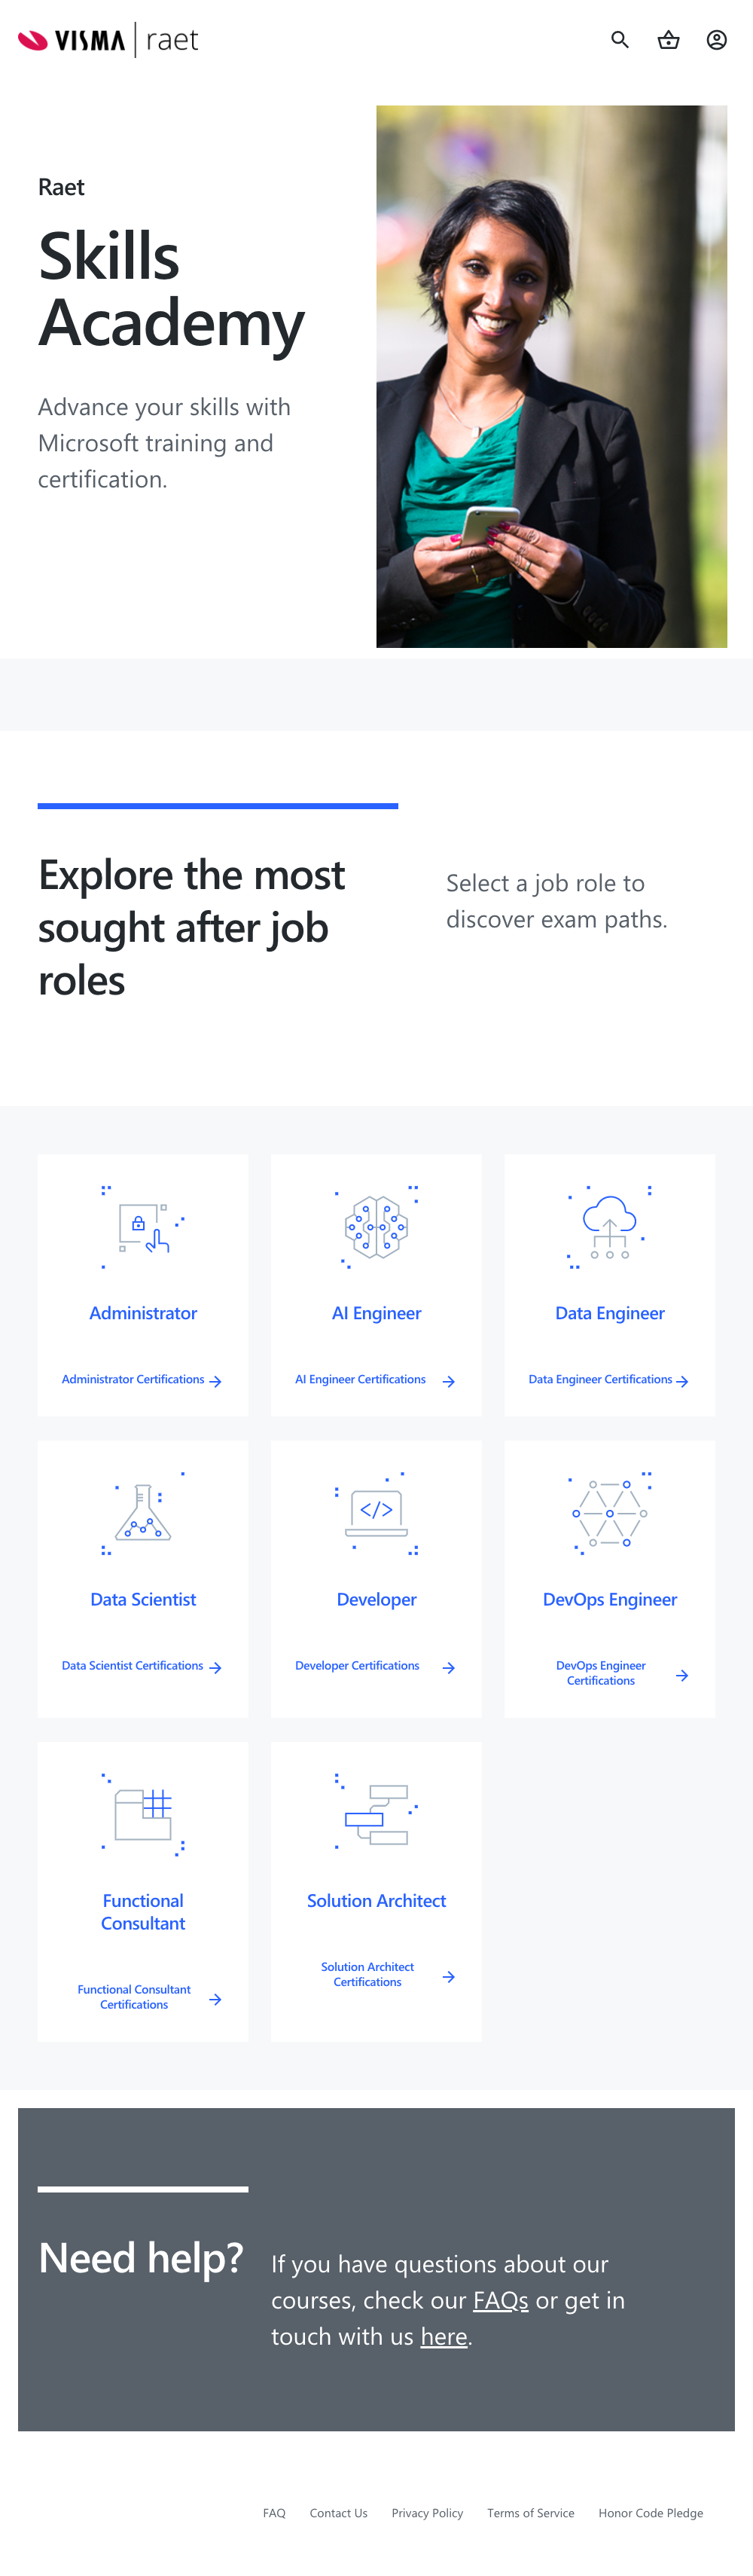 VISMA raet
Raet
Skills
Academy
Advance your skills with
Microsoft training and
certification.
Explore the most
sought after job
roles
Select a job role to
discover exam paths.
Administrator
Administrator Certifications
AI Engineer
AI Engineer Certifications
Data Engineer
Data Engineer Certifications
Data Scientist
Data Scientist Certifications
Developer
Developer Certifications
DevOps Engineer
DevOps Engineer
Certifications
Functional
Consultant
Functional Consultant
Certifications
Solution Architect
Solution Architect
Certifications
Need help?
If you have questions about our
courses, check our FAQs or get in
touch with us here.
FAQ Contact Us Privacy Policy Terms of Service Honor Code Pledge